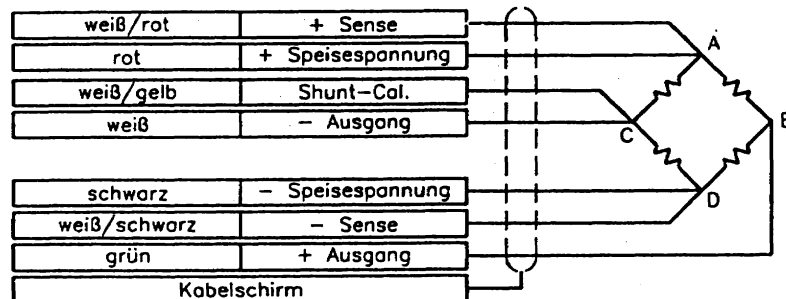 weiß/rot + Sense
rot + Speisespannung
weiß/gelb Shunt-Cal.
weiß - Ausgang
schwarz - Speisespannung
weiß/schwarz - Sense
grün + Ausgang
Kabelschirm
A
B
C
D